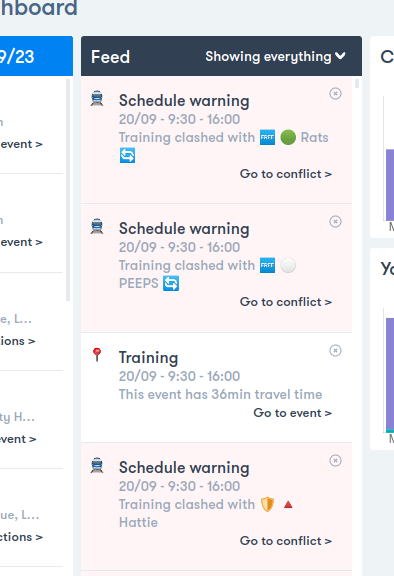 hboard
9/23
Feed
Showing everything
event >
event >
e, L...
ions >
ty H...
event >
ue, L...
ctions >
Schedule warning
20/09 - 9:30 - 16:00
Training clashed with 🆓 🟢 Rats
🔄
Go to conflict >
Schedule warning
20/09 - 9:30 - 16:00
Training clashed with 🆓 ⚪
PEEPS 🔄
Go to conflict >
Training
20/09 - 9:30 - 16:00
This event has 36min travel time
Go to event >
Schedule warning
20/09 - 9:30 - 16:00
Training clashed with 🛡️ 🔺
Hattie
Go to conflict >
C
Yo